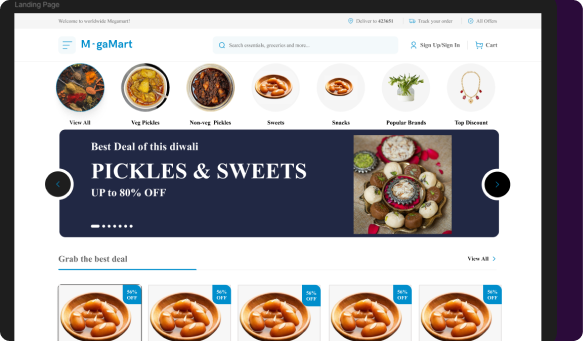 Landing Page
Welcome to worldwide Megamart!
Deliver to 423651
Track your order
All Offers
M·gaMart
Search essentials, groceries and more...
Sign Up/Sign In
Cart
View All
Veg Pickles
Non-veg Pickles
Sweets
Snacks
Popular Brands
Top Discount
Best Deal of this diwali
PICKLES & SWEETS
UP to 80% OFF
Grab the best deal
View All
56%
OFF
56%
OFF
56%
OFF
56%
OFF
56%
OFF